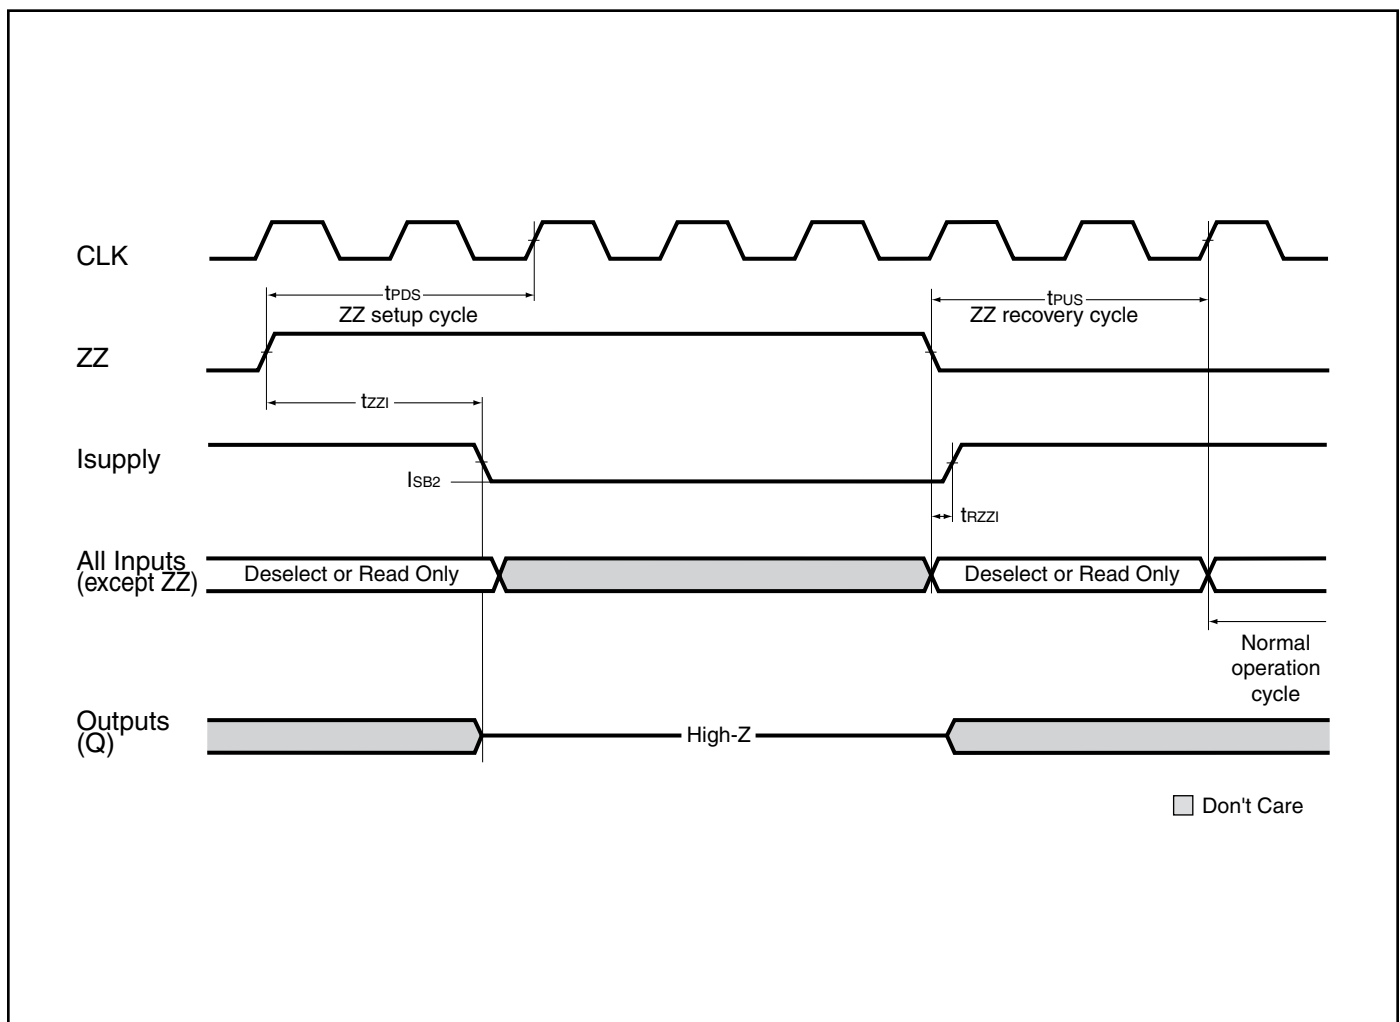 CLK
tPDS
ZZ setup cycle
tPUS
ZZ recovery cycle
ZZ
tZZI
Isupply
ISB2
tRZZI
All Inputs
(except ZZ)
Deselect or Read Only
Deselect or Read Only
Normal
operation
cycle
Outputs
(Q)
High-Z
Don't Care